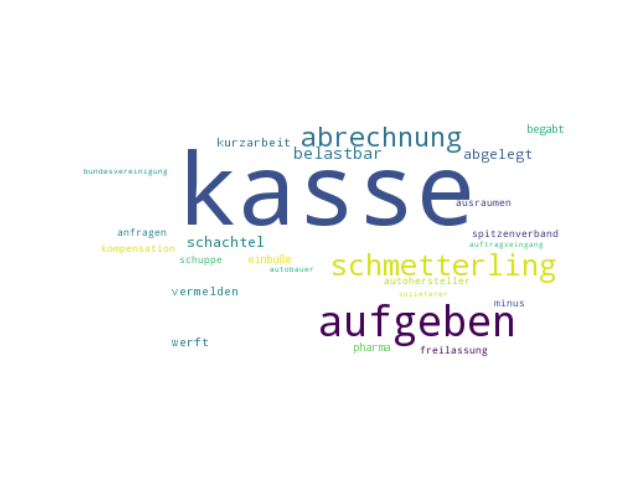 begabt
abrechnung
kurzarbeit
belastbar
abgelegt
bundesvereinigung
kasse
ausraumen
anfragen
spitzenverband
schachtel
auftragseingang
kompensation
schuppe
einbuße
schmetterling
autobauer
autohersteller
vermelden
zulieferer
minus
aufgeben
werft
pharma
freilassung